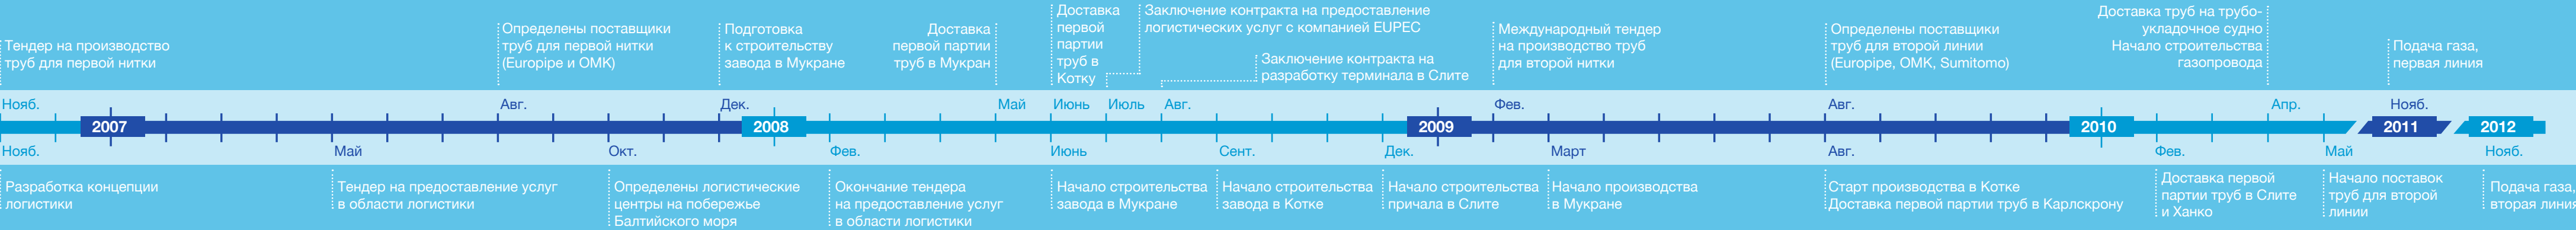 Тендер на производство
труб для первой нитки
Определены поставщики
труб для первой нитки
(Europipe и ОМК)
Подготовка
к строительству
завода в Мукране
Доставка
первой партии
труб в Мукран
Доставка
первой
партии
труб в
Котку
Заключение контракта на предоставление
логистических услуг с компанией EUPEC
Заключение контракта на
разработку терминала в Слите
Международный тендер
на производство труб
для второй нитки
Определены поставщики
труб для второй линии
(Europipe, ОМК, Sumitomo)
Доставка труб на трубо-
укладочное судно
Начало строительства
газопровода
Подача газа,
первая линия
Нояб. Авг. Дек. Май Июнь Июль Авг. Фев. Авг. Апр. Нояб.
2007 2008 2009 2010 2011 2012
Нояб. Май Окт. Фев. Июнь Сент. Дек. Март Авг. Фев. Май Нояб.
Разработка концепции
логистики
Тендер на предоставление услуг
в области логистики
Определены логистические
центры на побережье
Балтийского моря
Окончание тендера
на предоставление услуг
в области логистики
Начало строительства
завода в Мукране
Начало строительства
завода в Котке
Начало строительства
причала в Слите
Начало производства
в Мукране
Старт производства в Котке
Доставка первой партии труб в Карлскрону
Доставка первой
партии труб в Слите
и Ханко
Начало поставок
труб для второй
линии
Подача газа,
вторая линия